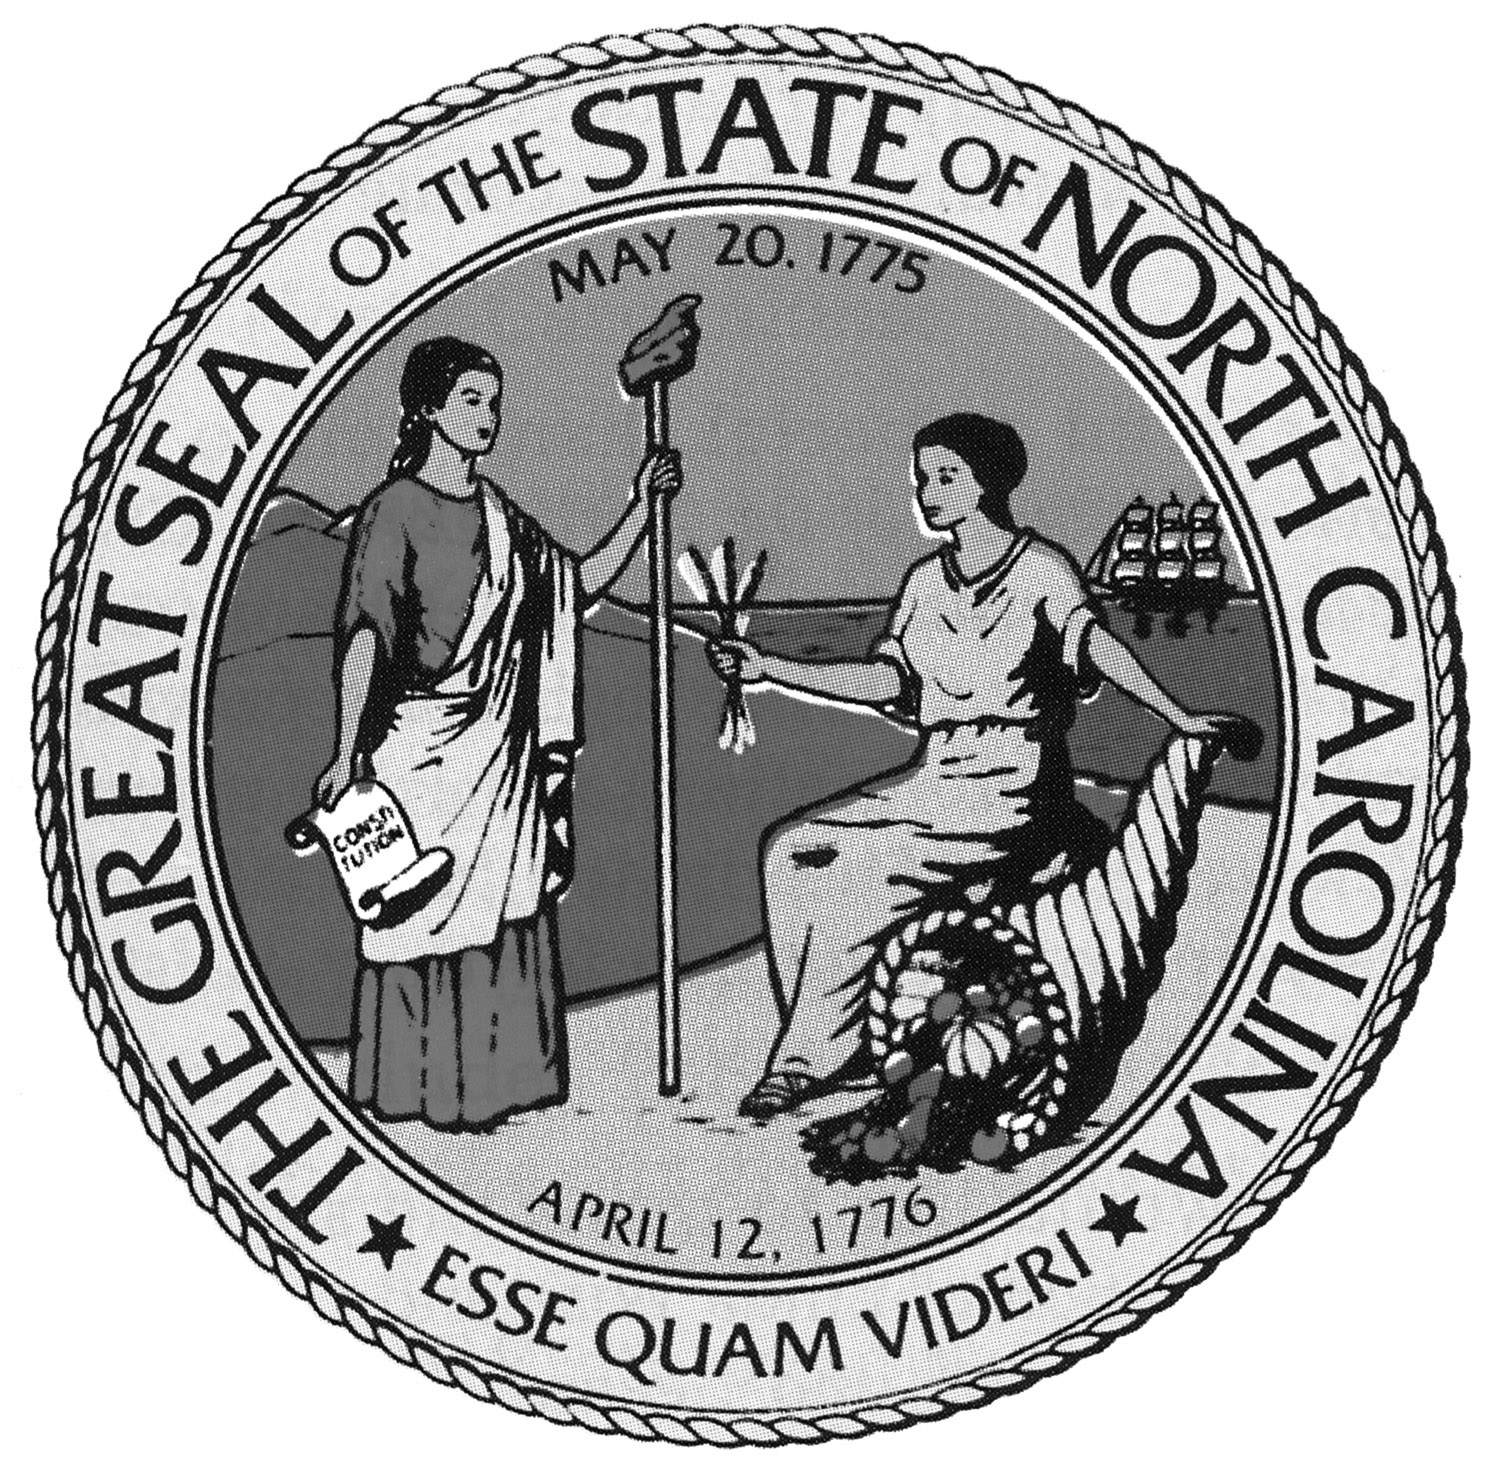 THE GREAT SEAL OF THE STATE OF NORTH CAROLINA
MAY 20. 1775
CONSTI
TUTION
APRIL 12, 1776
★ ESSE QUAM VIDERI ★